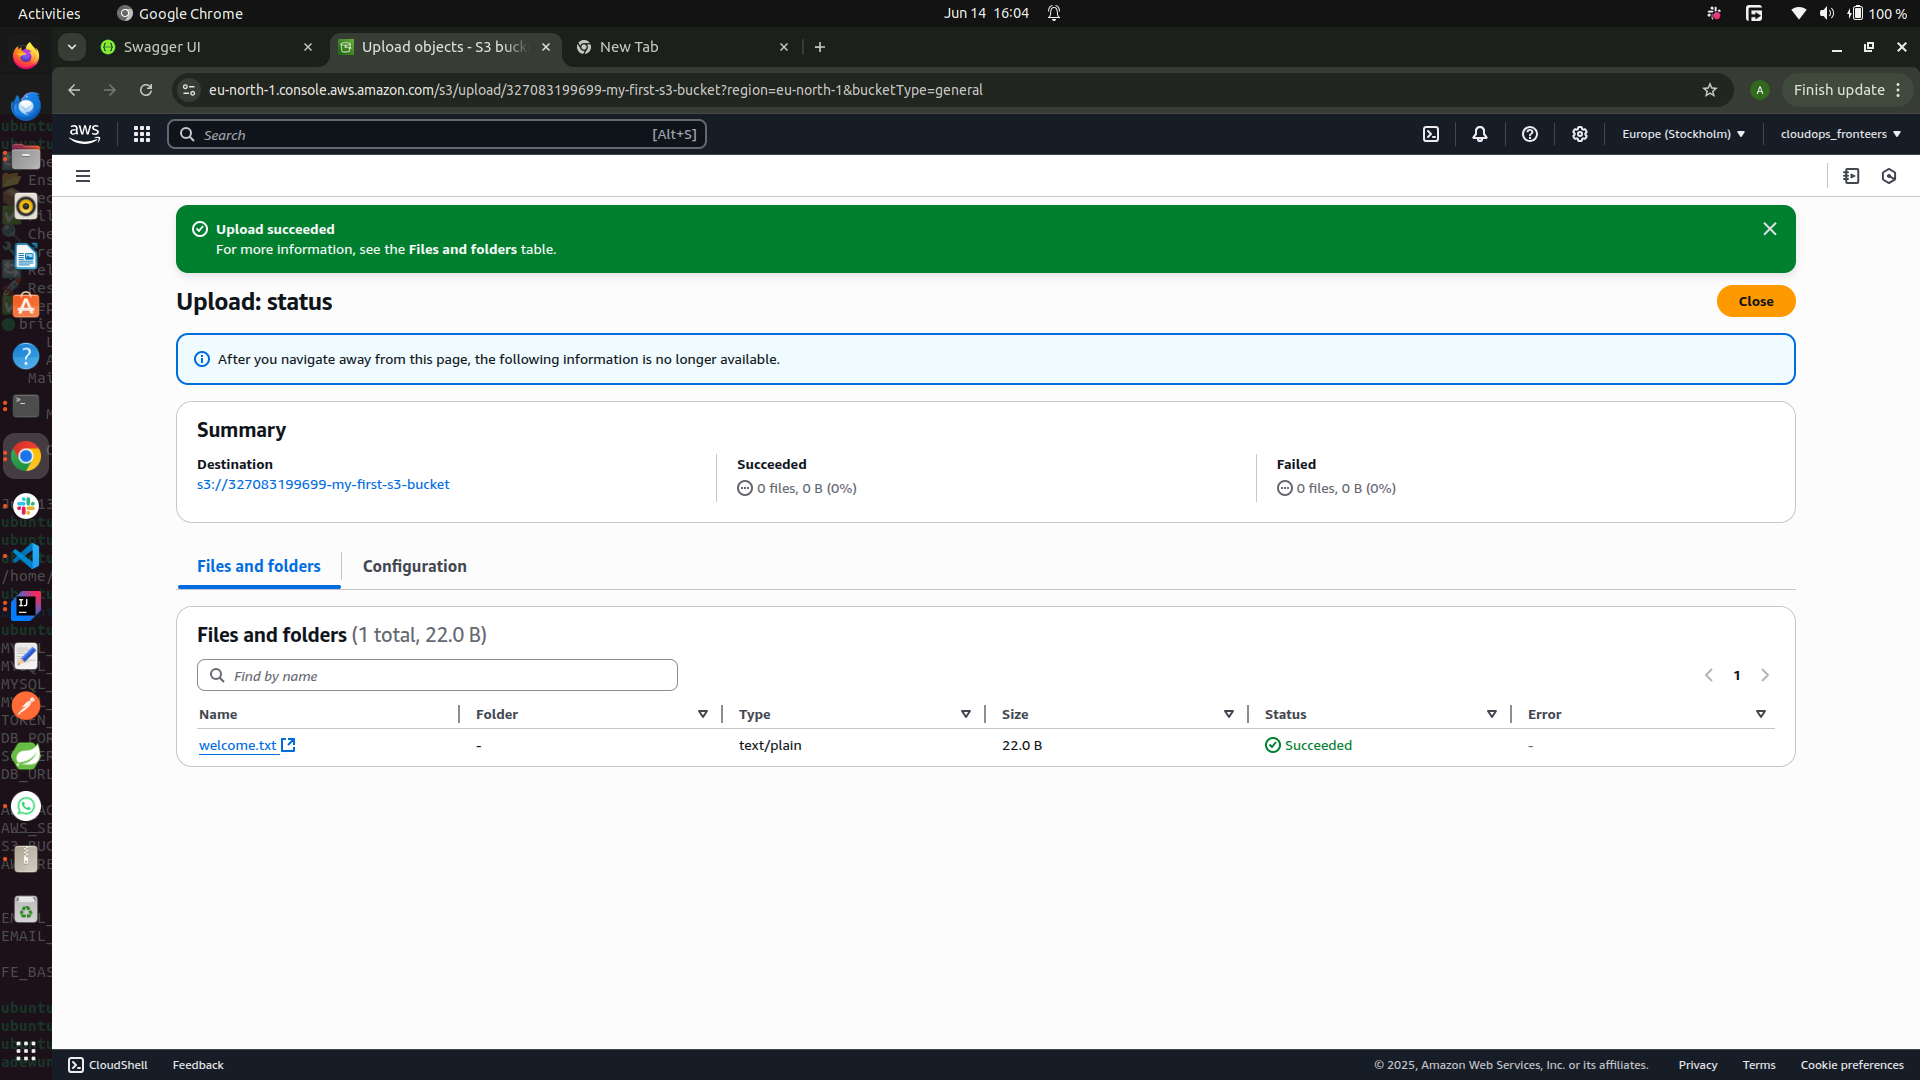 Activities
Google Chrome
Jun 14 16:04
100 %
Swagger UI
Upload objects - S3 buck
New Tab
eu-north-1.console.aws.amazon.com/s3/upload/327083199699-my-first-s3-bucket?region=eu-north-1&bucketType=general
A
Finish update
aws
Search
[Alt+S]
Europe (Stockholm)
cloudops_fronteers
Upload succeeded
For more information, see the Files and folders table.
Upload: status
Close
After you navigate away from this page, the following information is no longer available.
Summary
Destination
s3://327083199699-my-first-s3-bucket
Succeeded
0 files, 0 B (0%)
Failed
0 files, 0 B (0%)
Files and folders
Configuration
Files and folders (1 total, 22.0 B)
Find by name
1
Name
Folder
Type
Size
Status
Error
welcome.txt
-
text/plain
22.0 B
Succeeded
-
CloudShell
Feedback
© 2025, Amazon Web Services, Inc. or its affiliates.
Privacy
Terms
Cookie preferences